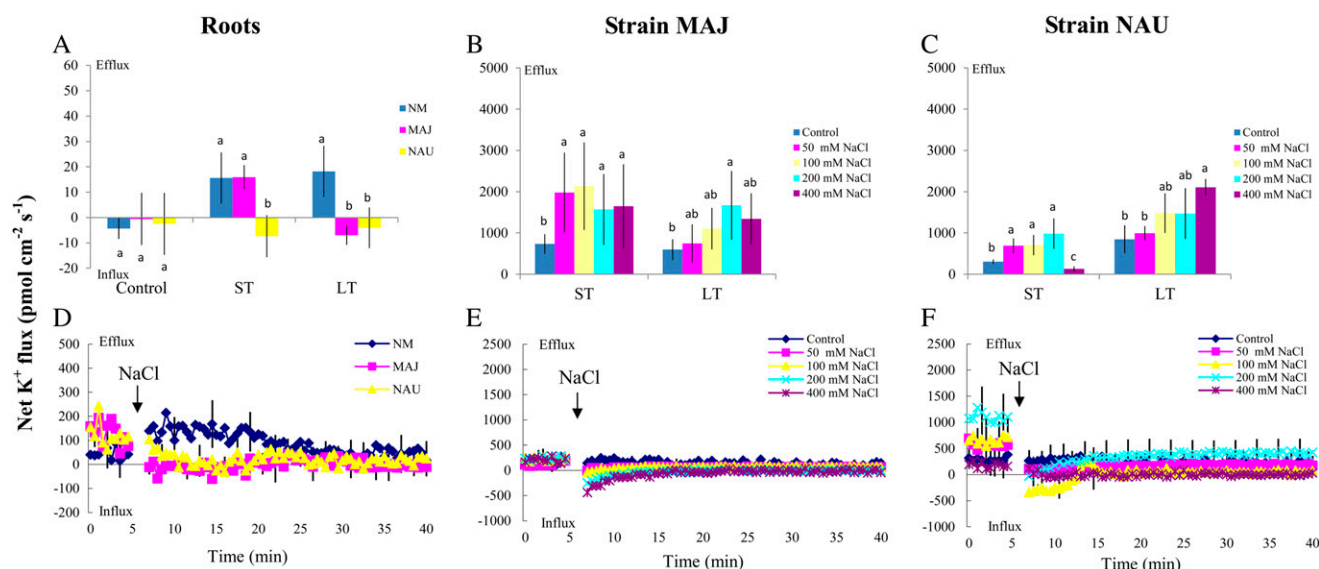 Roots
Strain MAJ
Strain NAU
Net K+ flux (pmol cm-2 s-1)
A
60
50
40
30
20
10
0
-10
-20
Efflux
Influx
NM
MAJ
NAU
a a a
a a b
a b b
Control ST LT
B
5000
4000
3000
2000
1000
0
Efflux
Control
50 mM NaCl
100 mM NaCl
200 mM NaCl
400 mM NaCl
b a a a a
b ab ab a ab
ST LT
C
5000
4000
3000
2000
1000
0
Efflux
Control
50 mM NaCl
100 mM NaCl
200 mM NaCl
400 mM NaCl
b a a a c
b b ab ab a
ST LT
D
500
400
300
200
100
0
-100
-200
Efflux
NaCl
Influx
NM
MAJ
NAU
0 5 10 15 20 25 30 35 40
Time (min)
E
2500
2000
1500
1000
500
0
-500
-1000
Efflux
NaCl
Influx
Control
50 mM NaCl
100 mM NaCl
200 mM NaCl
400 mM NaCl
0 5 10 15 20 25 30 35 40
Time (min)
F
2500
2000
1500
1000
500
0
-500
-1000
Efflux
NaCl
Influx
Control
50 mM NaCl
100 mM NaCl
200 mM NaCl
400 mM NaCl
0 5 10 15 20 25 30 35 40
Time (min)